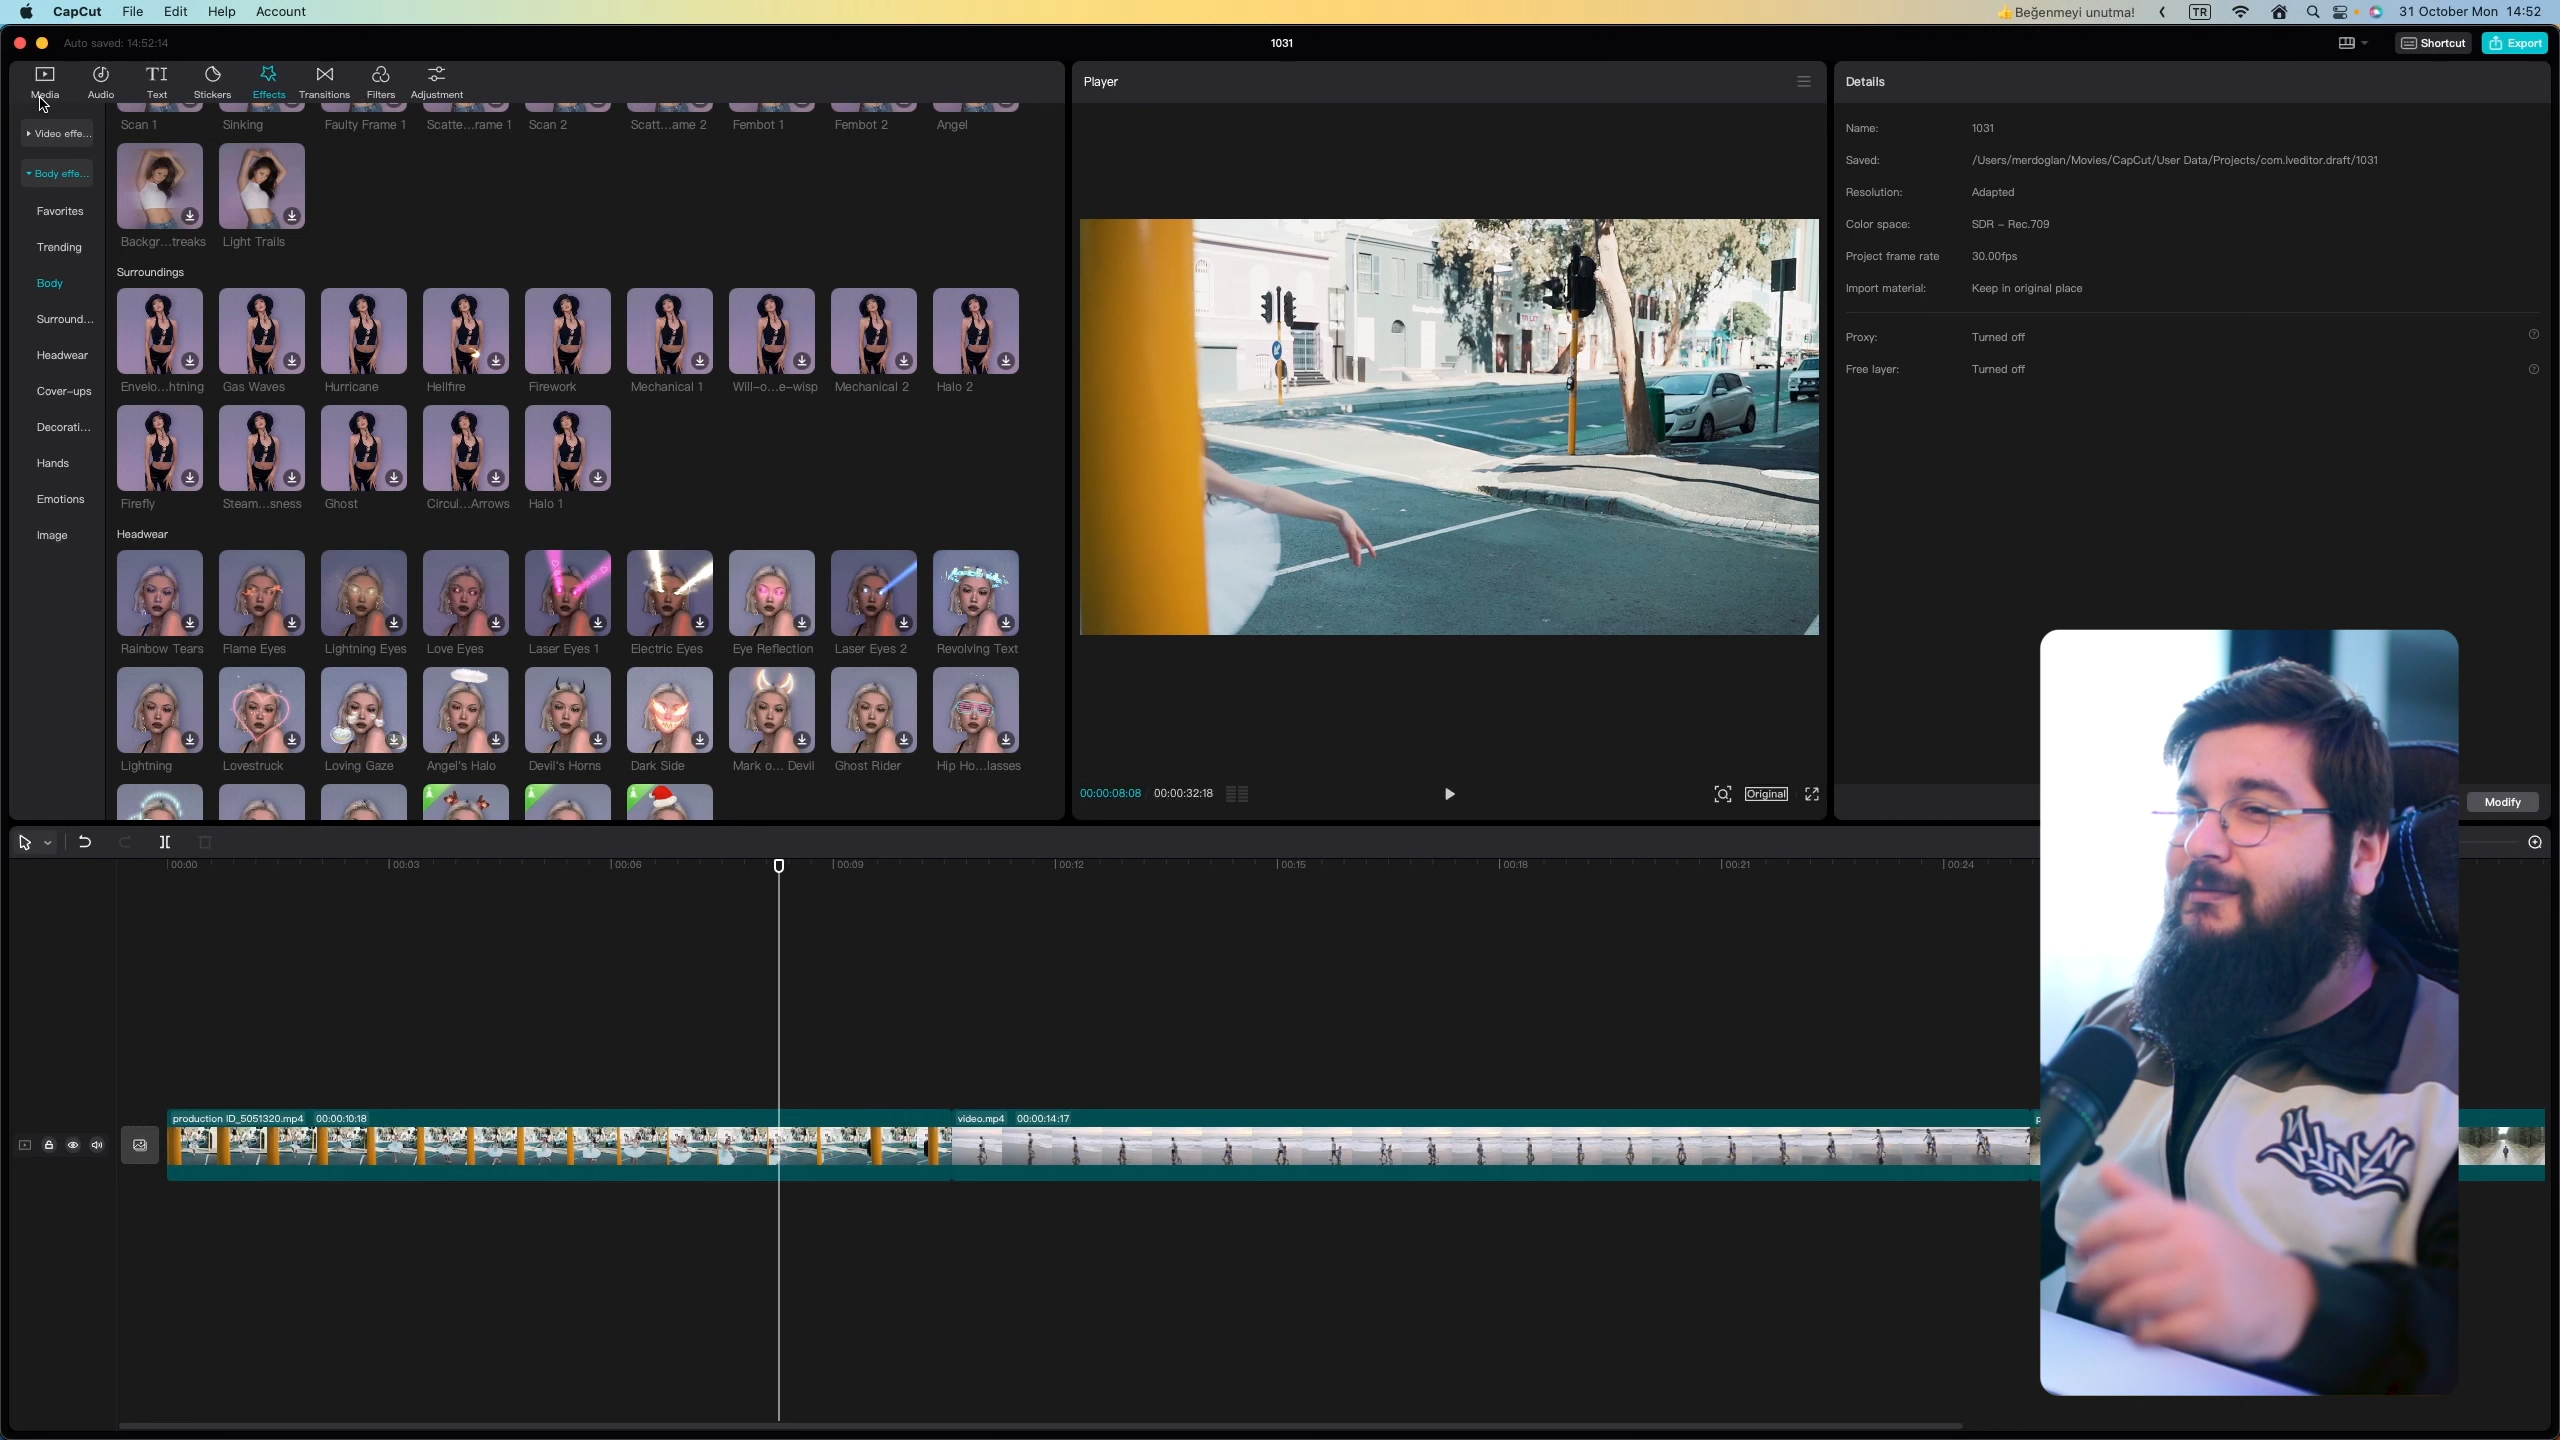 CapCut File Edit Help Account
👍Beğenmeyi unutma! TR 31 October Mon 14:52
Auto saved: 14:52:14
1031
Shortcut Export
Media Audio Text Stickers Effects Transitions Filters Adjustment
Video effe...
Body effe...
Favorites
Trending
Body
Surround...
Headwear
Cover-ups
Decorati...
Hands
Emotions
Image
Scan 1 Sinking Faulty Frame 1 Scatte...rame 1 Scan 2 Scatt...ame 2 Fembot 1 Fembot 2 Angel
Backgr...treaks Light Trails
Surroundings
Envelo...htning Gas Waves Hurricane Hellfire Firework Mechanical 1 Will-o...e-wisp Mechanical 2 Halo 2
Firefly Steam...sness Ghost Circul...Arrows Halo 1
Headwear
Rainbow Tears Flame Eyes Lightning Eyes Love Eyes Laser Eyes 1 Electric Eyes Eye Reflection Laser Eyes 2 Revolving Text
Lightning Lovestruck Loving Gaze Angel's Halo Devil's Horns Dark Side Mark o... Devil Ghost Rider Hip Ho...lasses
Player
TO LET
00:00:08:08 00:00:32:18
Original
Details
Name: 1031
Saved: /Users/merdoglan/Movies/CapCut/User Data/Projects/com.lveditor.draft/1031
Resolution: Adapted
Color space: SDR - Rec.709
Project frame rate 30.00fps
Import material: Keep in original place
Proxy: Turned off
Free layer: Turned off
Modify
00:00 00:03 00:06 00:09 00:12 00:15 00:18 00:21 00:24
production ID_5051320.mp4 00:00:10:18
video.mp4 00:00:14:17